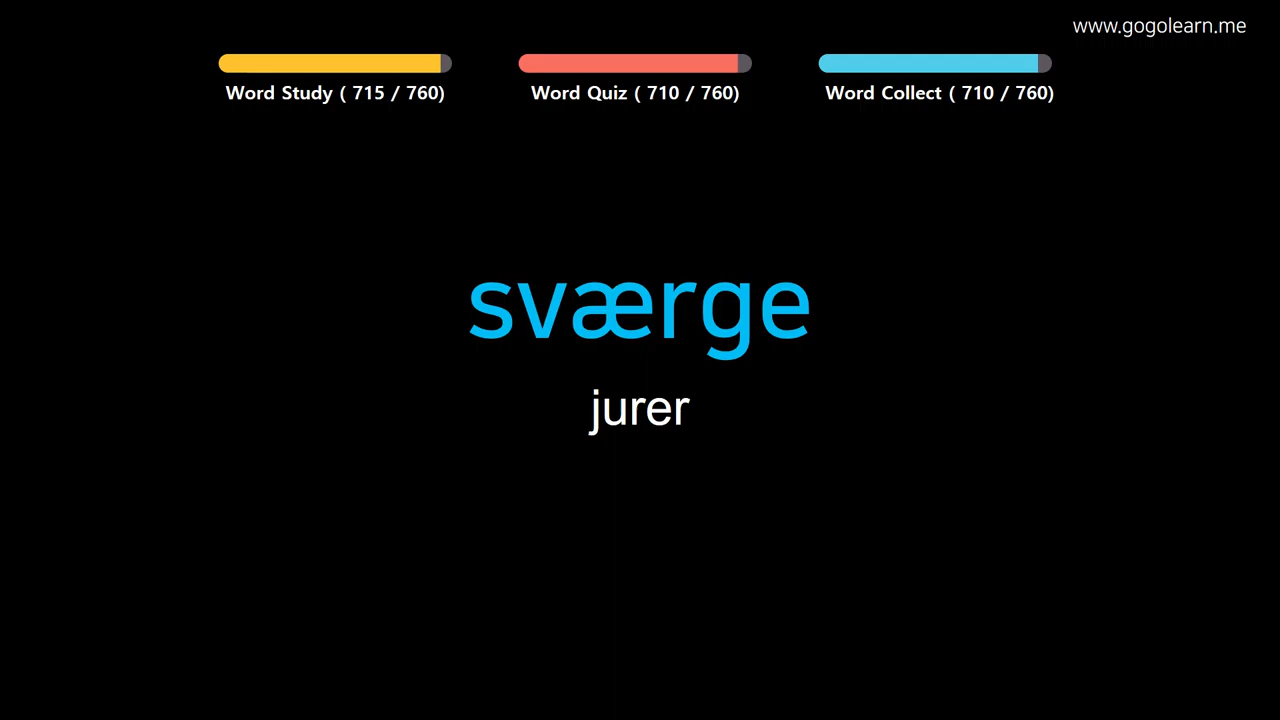 www.gogolearn.me
Word Study ( 715 / 760)
Word Quiz ( 710 / 760)
Word Collect ( 710 / 760)
sværge
jurer